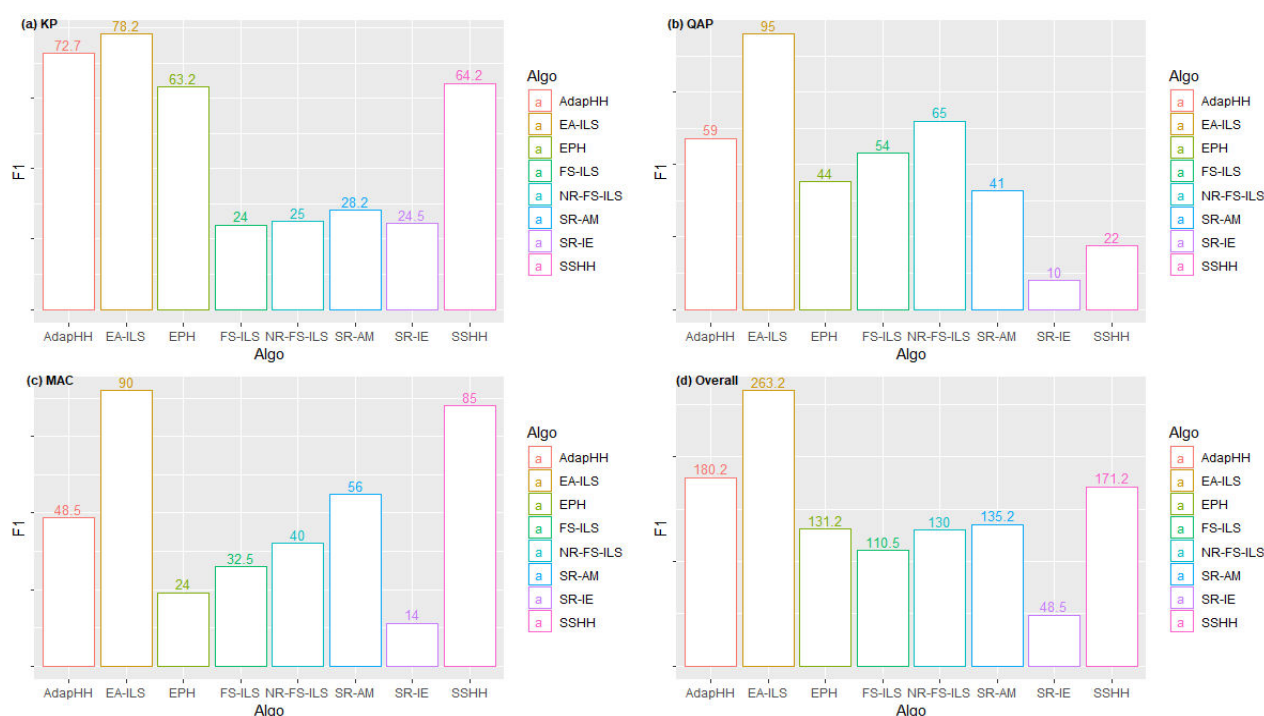 (a) KP
F1
72.7
78.2
63.2
24
25
28.2
24.5
64.2
AdapHH EA-ILS EPH FS-ILS NR-FS-ILS SR-AM SR-IE SSHH
Algo
Algo
a AdapHH
a EA-ILS
a EPH
a FS-ILS
a NR-FS-ILS
a SR-AM
a SR-IE
a SSHH
(b) QAP
F1
59
95
44
54
65
41
10
22
AdapHH EA-ILS EPH FS-ILS NR-FS-ILS SR-AM SR-IE SSHH
Algo
Algo
a AdapHH
a EA-ILS
a EPH
a FS-ILS
a NR-FS-ILS
a SR-AM
a SR-IE
a SSHH
(c) MAC
F1
48.5
90
24
32.5
40
56
14
85
AdapHH EA-ILS EPH FS-ILS NR-FS-ILS SR-AM SR-IE SSHH
Algo
Algo
a AdapHH
a EA-ILS
a EPH
a FS-ILS
a NR-FS-ILS
a SR-AM
a SR-IE
a SSHH
(d) Overall
F1
180.2
263.2
131.2
110.5
130
135.2
48.5
171.2
AdapHH EA-ILS EPH FS-ILS NR-FS-ILS SR-AM SR-IE SSHH
Algo
Algo
a AdapHH
a EA-ILS
a EPH
a FS-ILS
a NR-FS-ILS
a SR-AM
a SR-IE
a SSHH